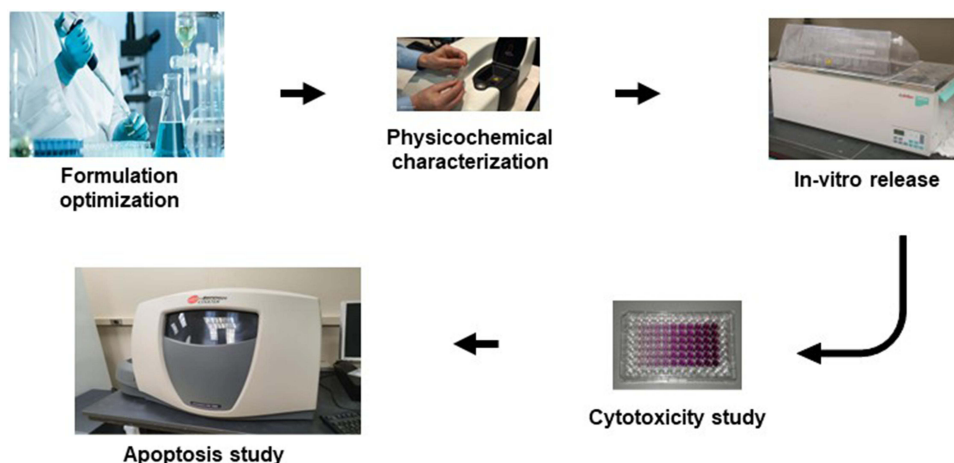 Formulation
optimization
Physicochemical
characterization
In-vitro release
Cytotoxicity study
Apoptosis study